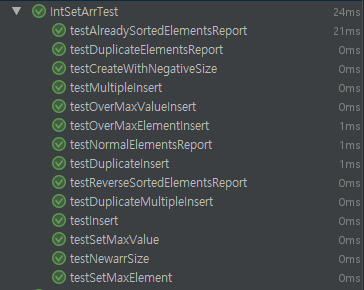 IntSetArrTest 24ms
testAlreadySortedElementsReport 21ms
testDuplicateElementsReport 0ms
testCreateWithNegativeSize 0ms
testMultipleInsert 0ms
testOverMaxValueInsert 0ms
testOverMaxElementInsert 1ms
testNormalElementsReport 1ms
testDuplicateInsert 1ms
testReverseSortedElementsReport 0ms
testDuplicateMultipleInsert 0ms
testInsert 0ms
testSetMaxValue 0ms
testNewarrSize 0ms
testSetMaxElement 0ms